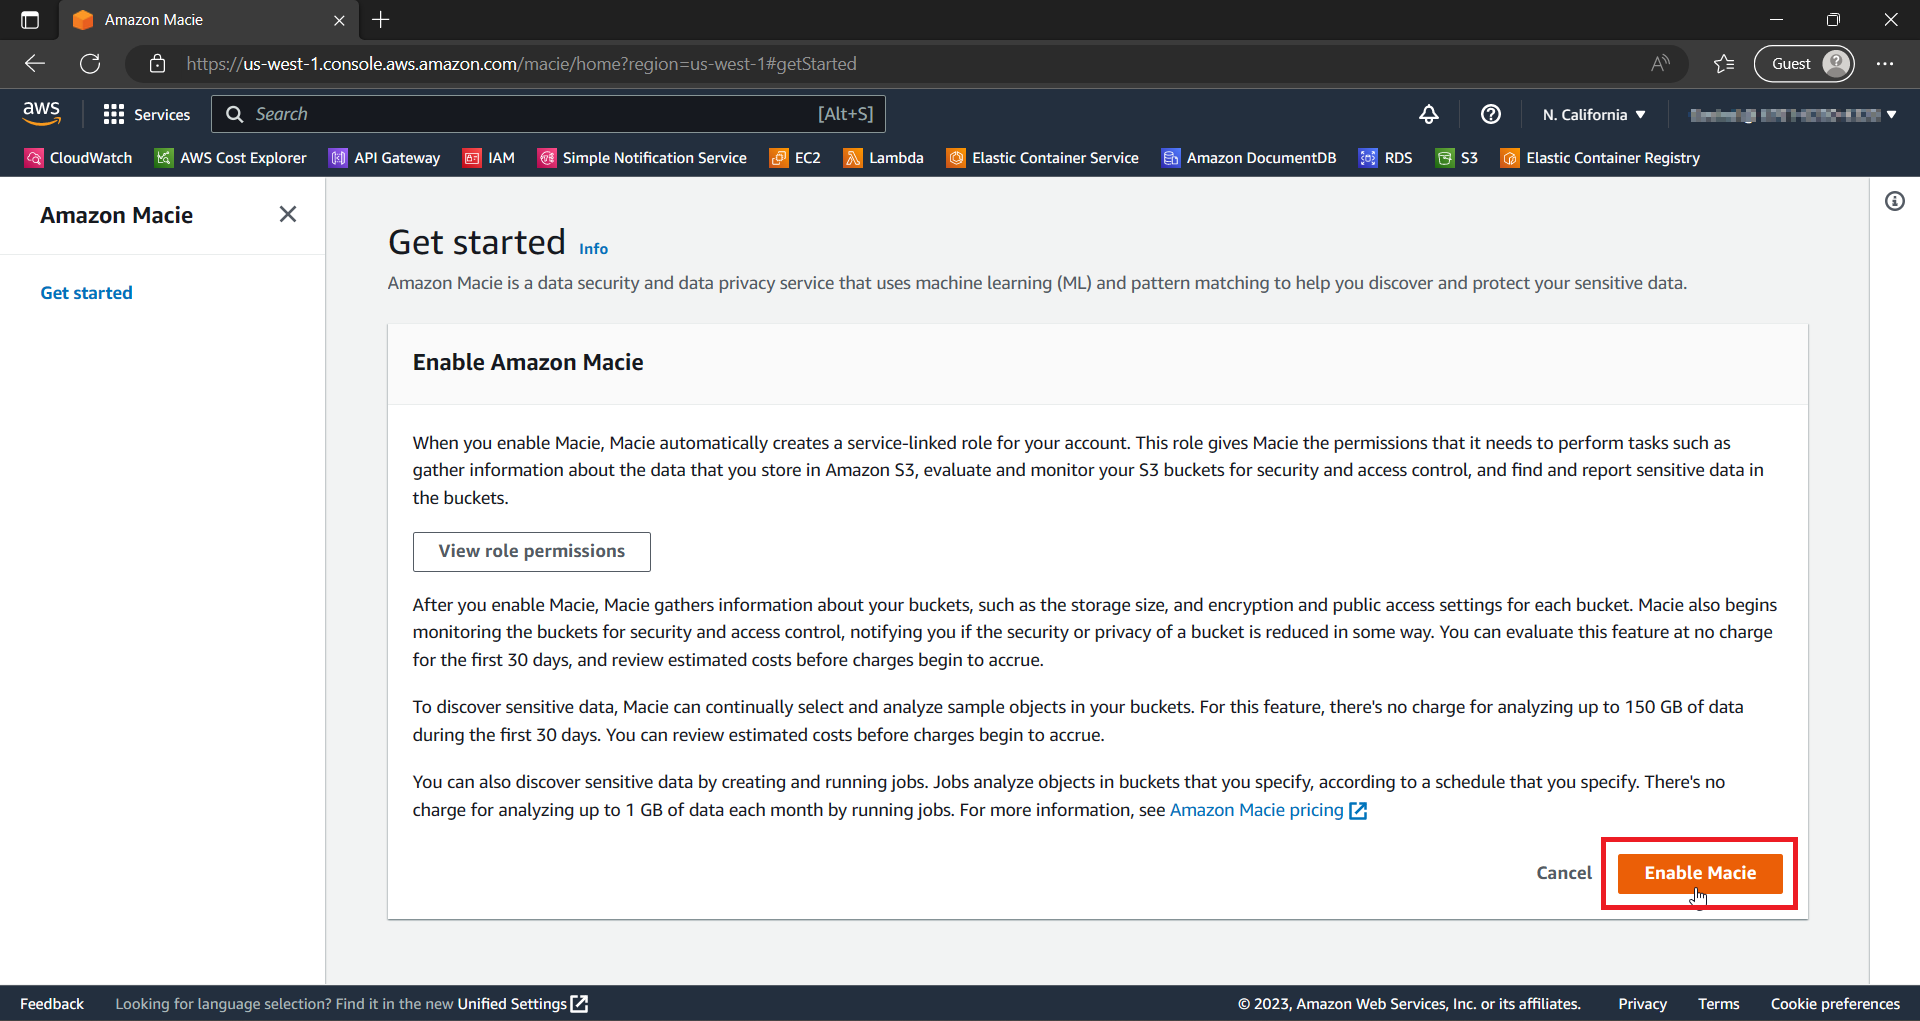 Amazon Macie
https://us-west-1.console.aws.amazon.com/macie/home?region=us-west-1#getStarted
Guest
aws
Services
Search
[Alt+S]
N. California
CloudWatch
AWS Cost Explorer
API Gateway
IAM
Simple Notification Service
EC2
Lambda
Elastic Container Service
Amazon DocumentDB
RDS
S3
Elastic Container Registry
Amazon Macie
Get started
Get started Info
Amazon Macie is a data security and data privacy service that uses machine learning (ML) and pattern matching to help you discover and protect your sensitive data.
Enable Amazon Macie
When you enable Macie, Macie automatically creates a service-linked role for your account. This role gives Macie the permissions that it needs to perform tasks such as
gather information about the data that you store in Amazon S3, evaluate and monitor your S3 buckets for security and access control, and find and report sensitive data in
the buckets.
View role permissions
After you enable Macie, Macie gathers information about your buckets, such as the storage size, and encryption and public access settings for each bucket. Macie also begins
monitoring the buckets for security and access control, notifying you if the security or privacy of a bucket is reduced in some way. You can evaluate this feature at no charge
for the first 30 days, and review estimated costs before charges begin to accrue.
To discover sensitive data, Macie can continually select and analyze sample objects in your buckets. For this feature, there's no charge for analyzing up to 150 GB of data
during the first 30 days. You can review estimated costs before charges begin to accrue.
You can also discover sensitive data by creating and running jobs. Jobs analyze objects in buckets that you specify, according to a schedule that you specify. There's no
charge for analyzing up to 1 GB of data each month by running jobs. For more information, see Amazon Macie pricing
Cancel
Enable Macie
Feedback
Looking for language selection? Find it in the new Unified Settings
© 2023, Amazon Web Services, Inc. or its affiliates.
Privacy
Terms
Cookie preferences